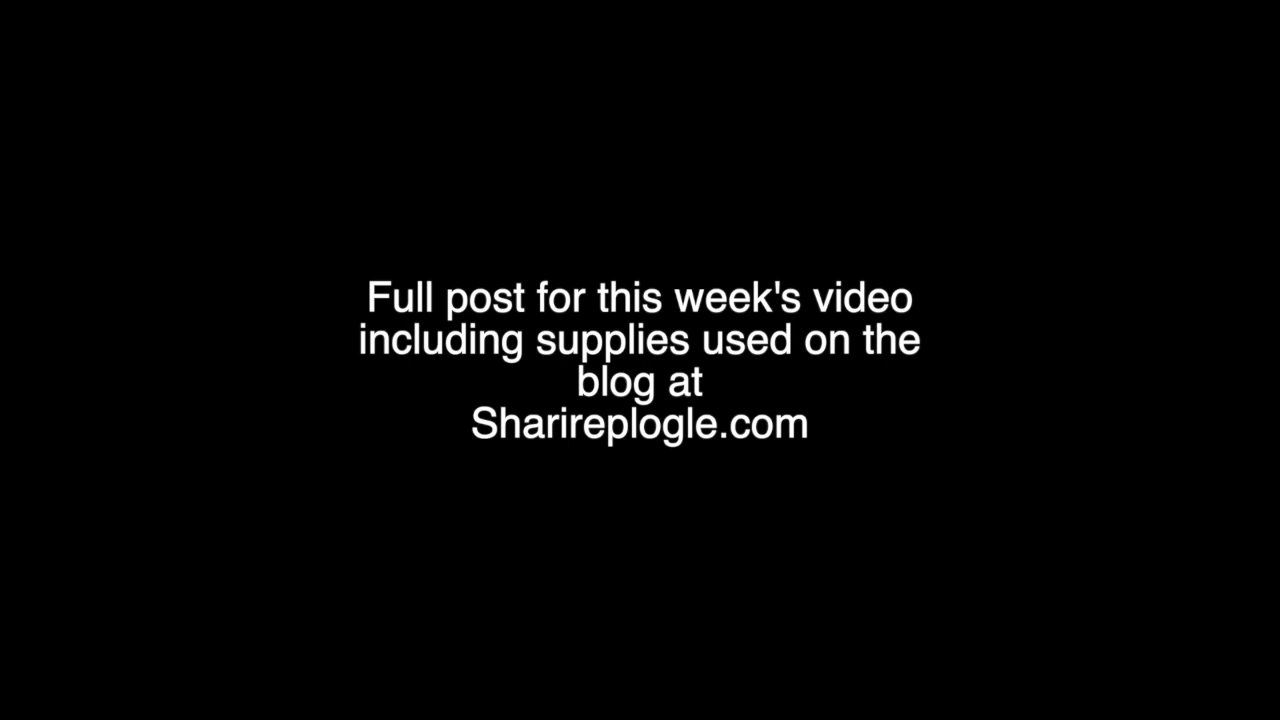 Full post for this week's video
including supplies used on the
blog at
Sharireplogle.com